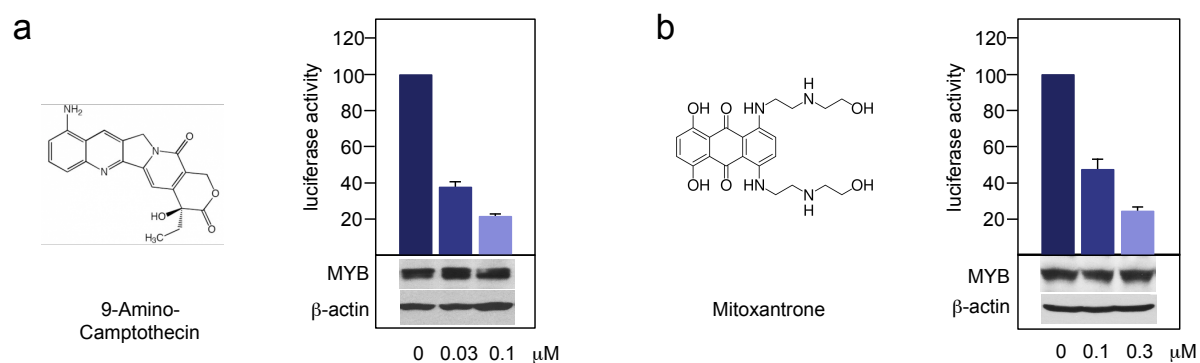 a
b
120
100
80
60
40
20
luciferase activity
NH₂
N
N
O
O
O
HO
H₃C
9-Amino-
Camptothecin
MYB
β-actin
0 0.03 0.1 μM
120
100
80
60
40
20
luciferase activity
OH O HN
H
N
OH
OH O HN
N
H
OH
Mitoxantrone
MYB
β-actin
0 0.1 0.3 μM